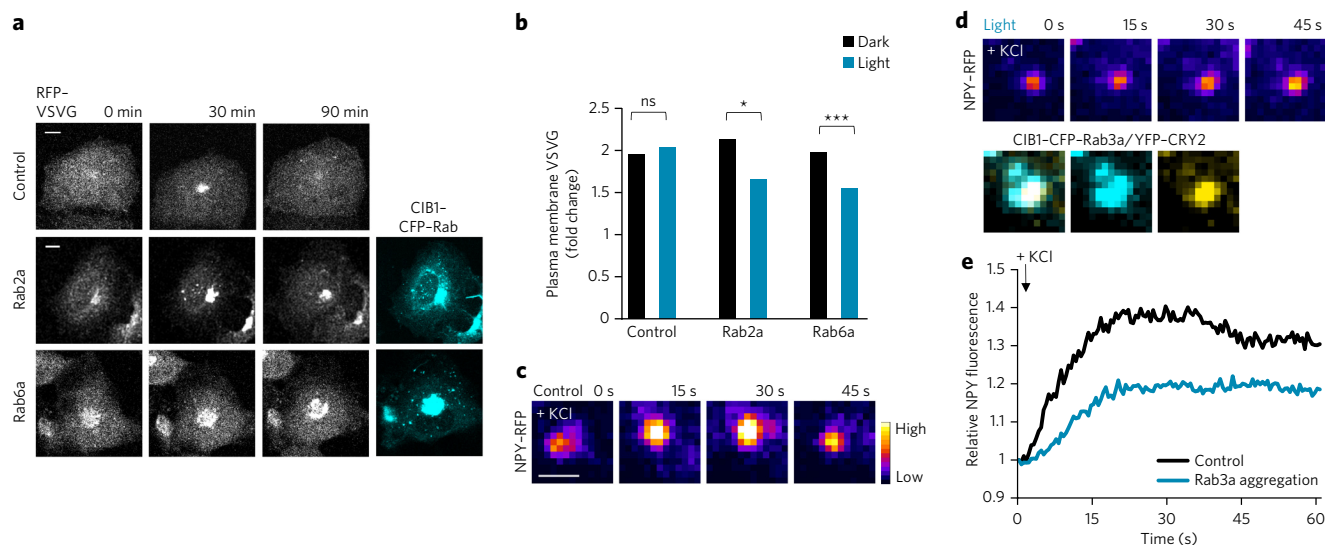 a
RFP–
VSVG 0 min 30 min 90 min
Control
CIB1–
CFP–Rab
Rab2a
Rab6a
b
Dark
Light
Plasma membrane VSVG
(fold change)
2.5
2
1.5
1
0.5
0
ns
*
***
Control Rab2a Rab6a
c
Control 0 s 15 s 30 s 45 s
+ KCl
NPY–RFP
High
Low
d
Light 0 s 15 s 30 s 45 s
+ KCl
NPY–RFP
CIB1–CFP–Rab3a/YFP–CRY2
e
+ KCl
Relative NPY fluorescence
1.5
1.4
1.3
1.2
1.1
1
0.9
Control
Rab3a aggregation
0 15 30 45 60
Time (s)